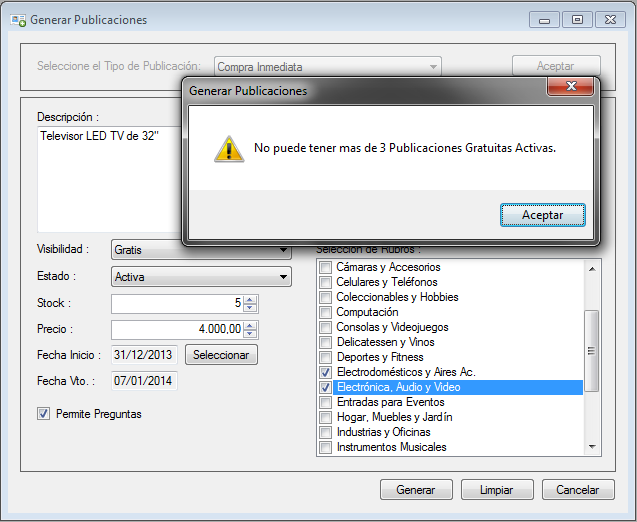 Generar Publicaciones
Seleccione el Tipo de Publicación: Compra Inmediata Aceptar
Generar Publicaciones
No puede tener mas de 3 Publicaciones Gratuitas Activas.
Aceptar
Descripción :
Televisor LED TV de 32"
Visibilidad : Gratis
Estado : Activa
Stock : 5
Precio : 4.000,00
Fecha Inicio : 31/12/2013 Seleccionar
Fecha Vto. : 07/01/2014
Permite Preguntas
Selección de Rubros :
Cámaras y Accesorios
Celulares y Teléfonos
Coleccionables y Hobbies
Computación
Consolas y Videojuegos
Delicatessen y Vinos
Deportes y Fitness
Electrodomésticos y Aires Ac.
Electrónica, Audio y Video
Entradas para Eventos
Hogar, Muebles y Jardín
Industrias y Oficinas
Instrumentos Musicales
Generar Limpiar Cancelar